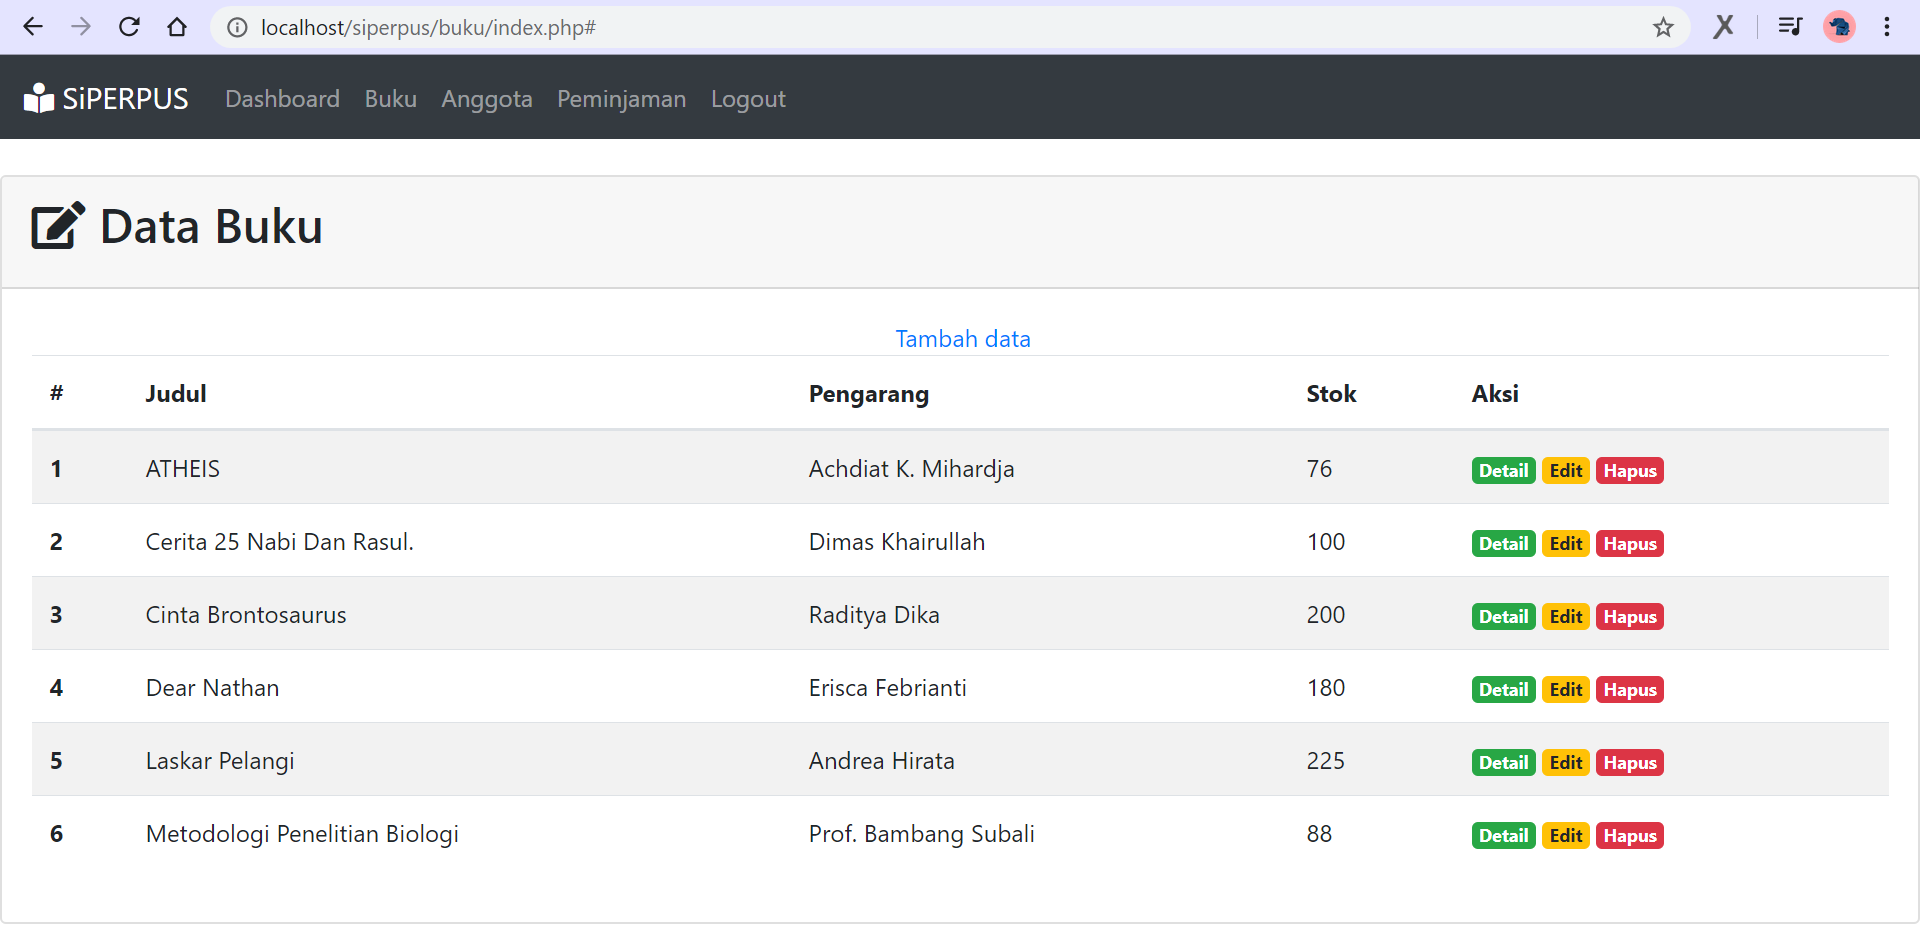 localhost/siperpus/buku/index.php#
SiPERPUS Dashboard Buku Anggota Peminjaman Logout
Data Buku
Tambah data
# Judul Pengarang Stok Aksi
1 ATHEIS Achdiat K. Mihardja 76 Detail Edit Hapus
2 Cerita 25 Nabi Dan Rasul. Dimas Khairullah 100 Detail Edit Hapus
3 Cinta Brontosaurus Raditya Dika 200 Detail Edit Hapus
4 Dear Nathan Erisca Febrianti 180 Detail Edit Hapus
5 Laskar Pelangi Andrea Hirata 225 Detail Edit Hapus
6 Metodologi Penelitian Biologi Prof. Bambang Subali 88 Detail Edit Hapus